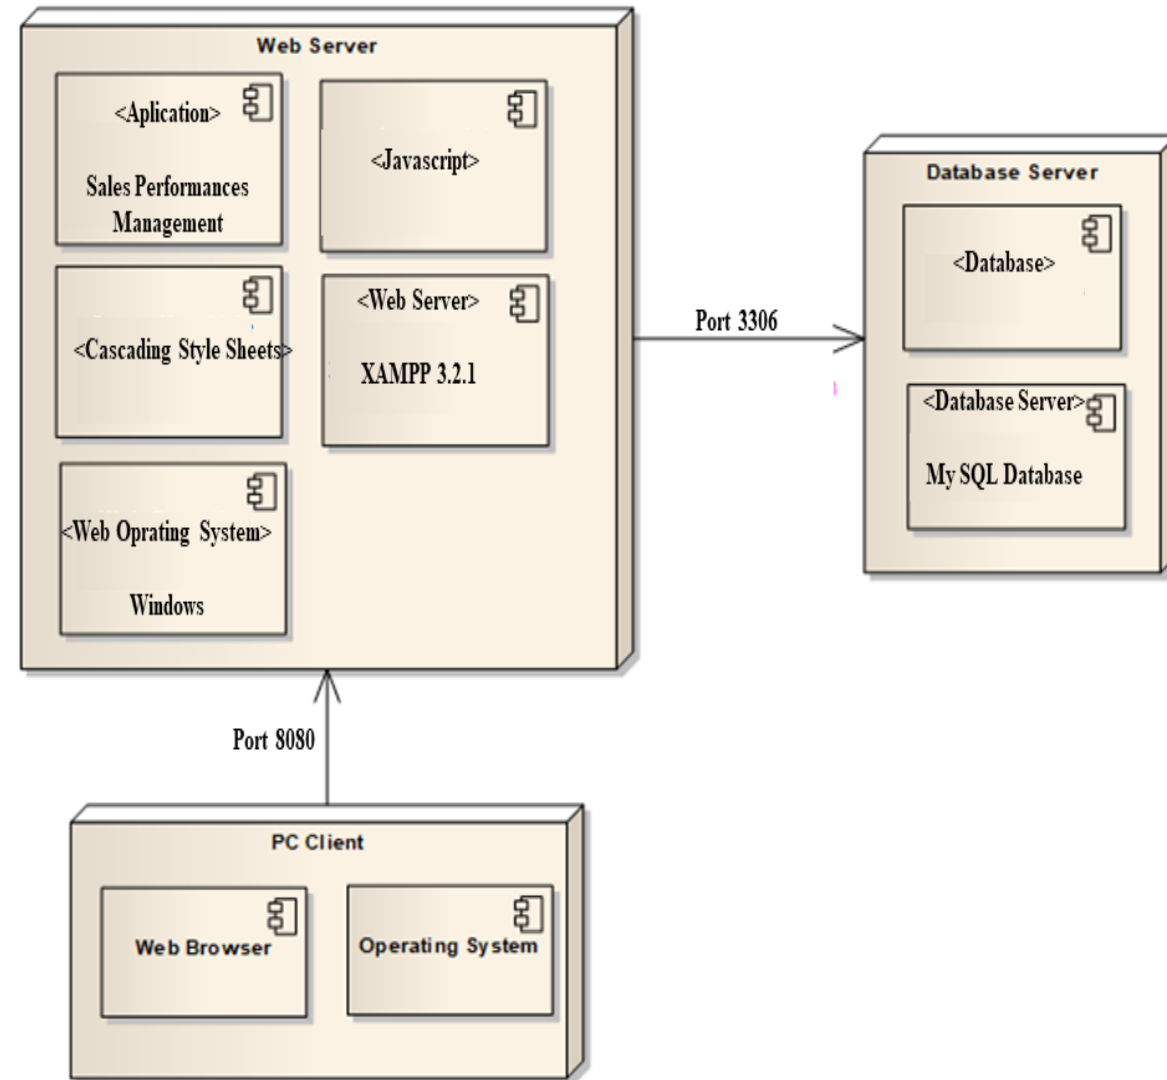 Web Server
<Aplication>
Sales Performances
Management
<Javascript>
<Cascading Style Sheets>
<Web Server>
XAMPP 3.2.1
<Web Oprating System>
Windows
Port 3306
Database Server
<Database>
<Database Server>
My SQL Database
Port 8080
PC Client
Web Browser
Operating System